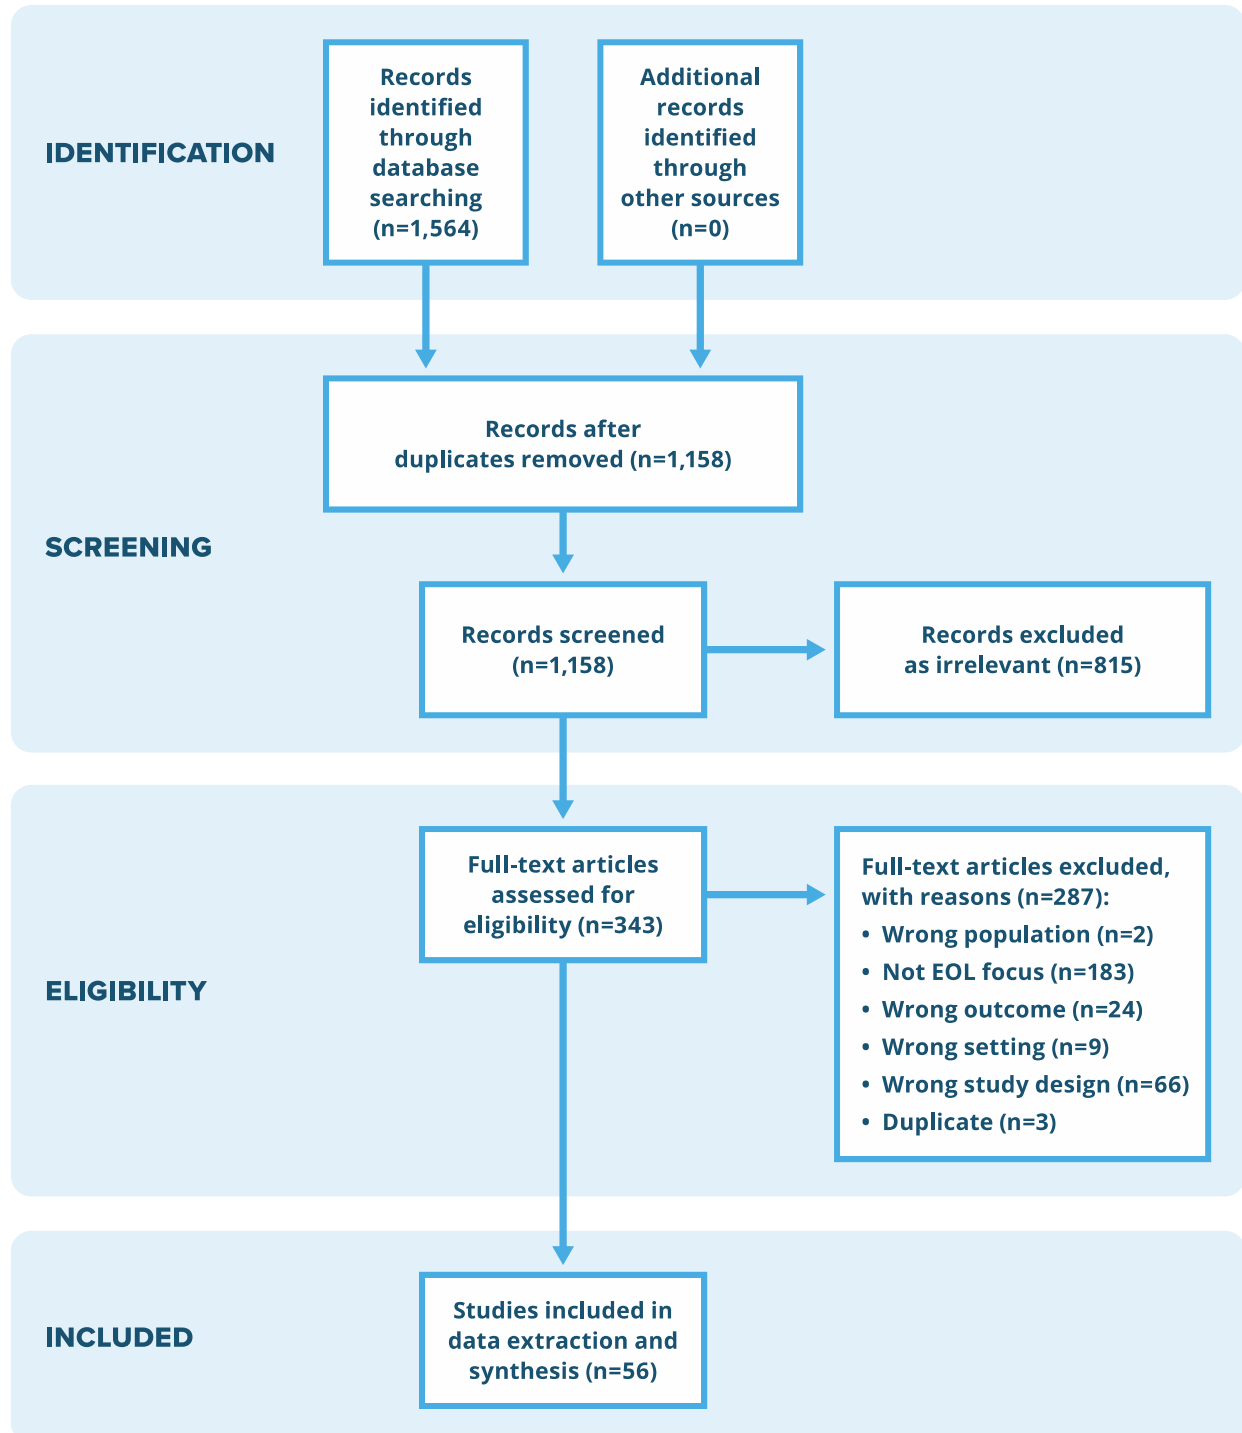 IDENTIFICATION
Records
identified
through
database
searching
(n=1,564)
Additional
records
identified
through
other sources
(n=0)
SCREENING
Records after
duplicates removed (n=1,158)
Records screened
(n=1,158)
Records excluded
as irrelevant (n=815)
ELIGIBILITY
Full-text articles
assessed for
eligibility (n=343)
Full-text articles excluded,
with reasons (n=287):
• Wrong population (n=2)
• Not EOL focus (n=183)
• Wrong outcome (n=24)
• Wrong setting (n=9)
• Wrong study design (n=66)
• Duplicate (n=3)
INCLUDED
Studies included in
data extraction and
synthesis (n=56)